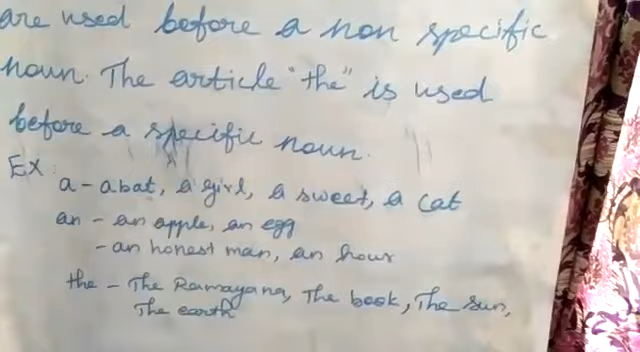 are used before a non specific
noun. The article "the" is used
before a specific noun.
Ex
a - a bat, a girl, a sweet, a cat
an - an apple, an egg
- an honest man, an hour
the - The Ramayana, The book, The sun,
The earth